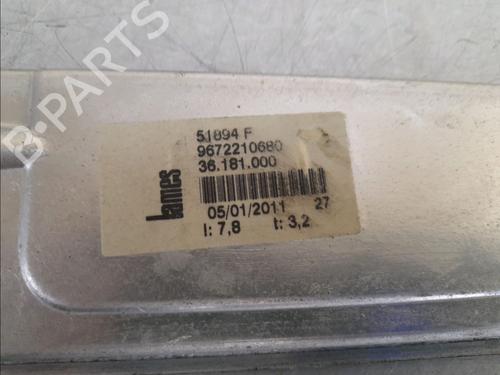 B-PARTS
51894 F
9672210680
36.181.000
Lames
05/01/2011 27
I: 7,8 t: 3,2